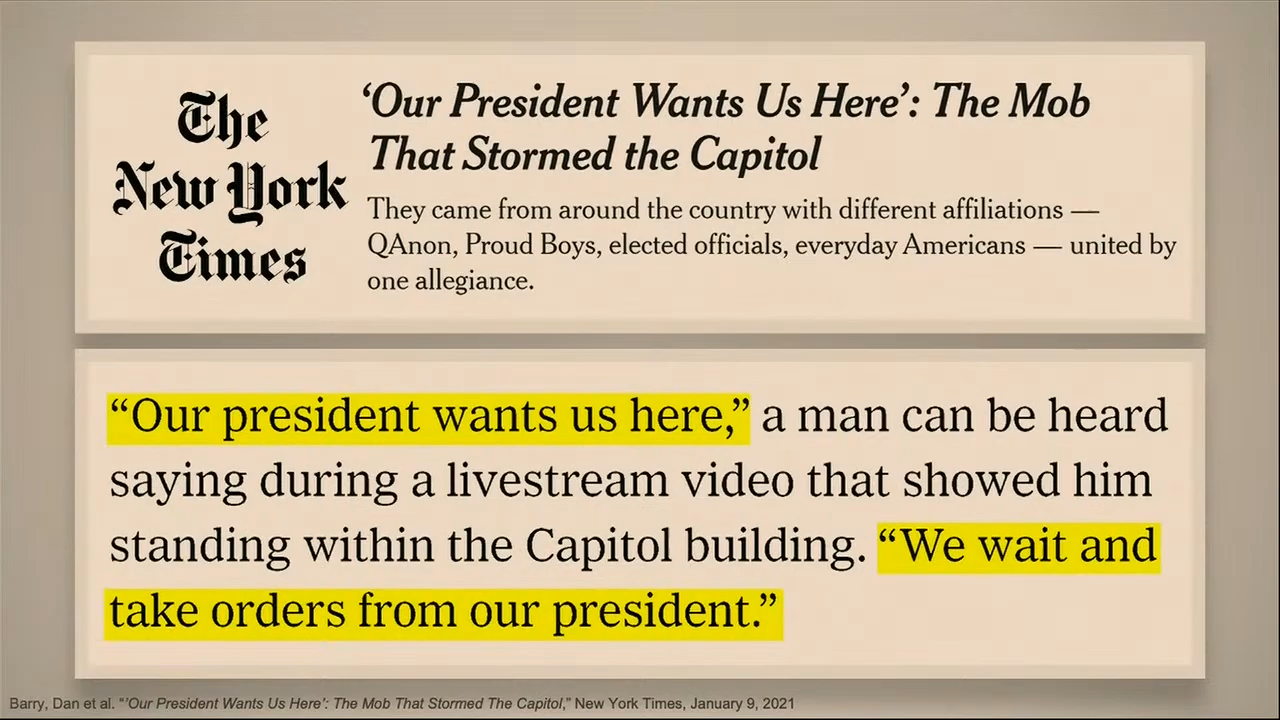 The
New York
Times
‘Our President Wants Us Here’: The Mob
That Stormed the Capitol
They came from around the country with different affiliations —
QAnon, Proud Boys, elected officials, everyday Americans — united by
one allegiance.
“Our president wants us here,” a man can be heard
saying during a livestream video that showed him
standing within the Capitol building. “We wait and
take orders from our president.”
Barry, Dan et al. “'Our President Wants Us Here': The Mob That Stormed The Capitol,” New York Times, January 9, 2021